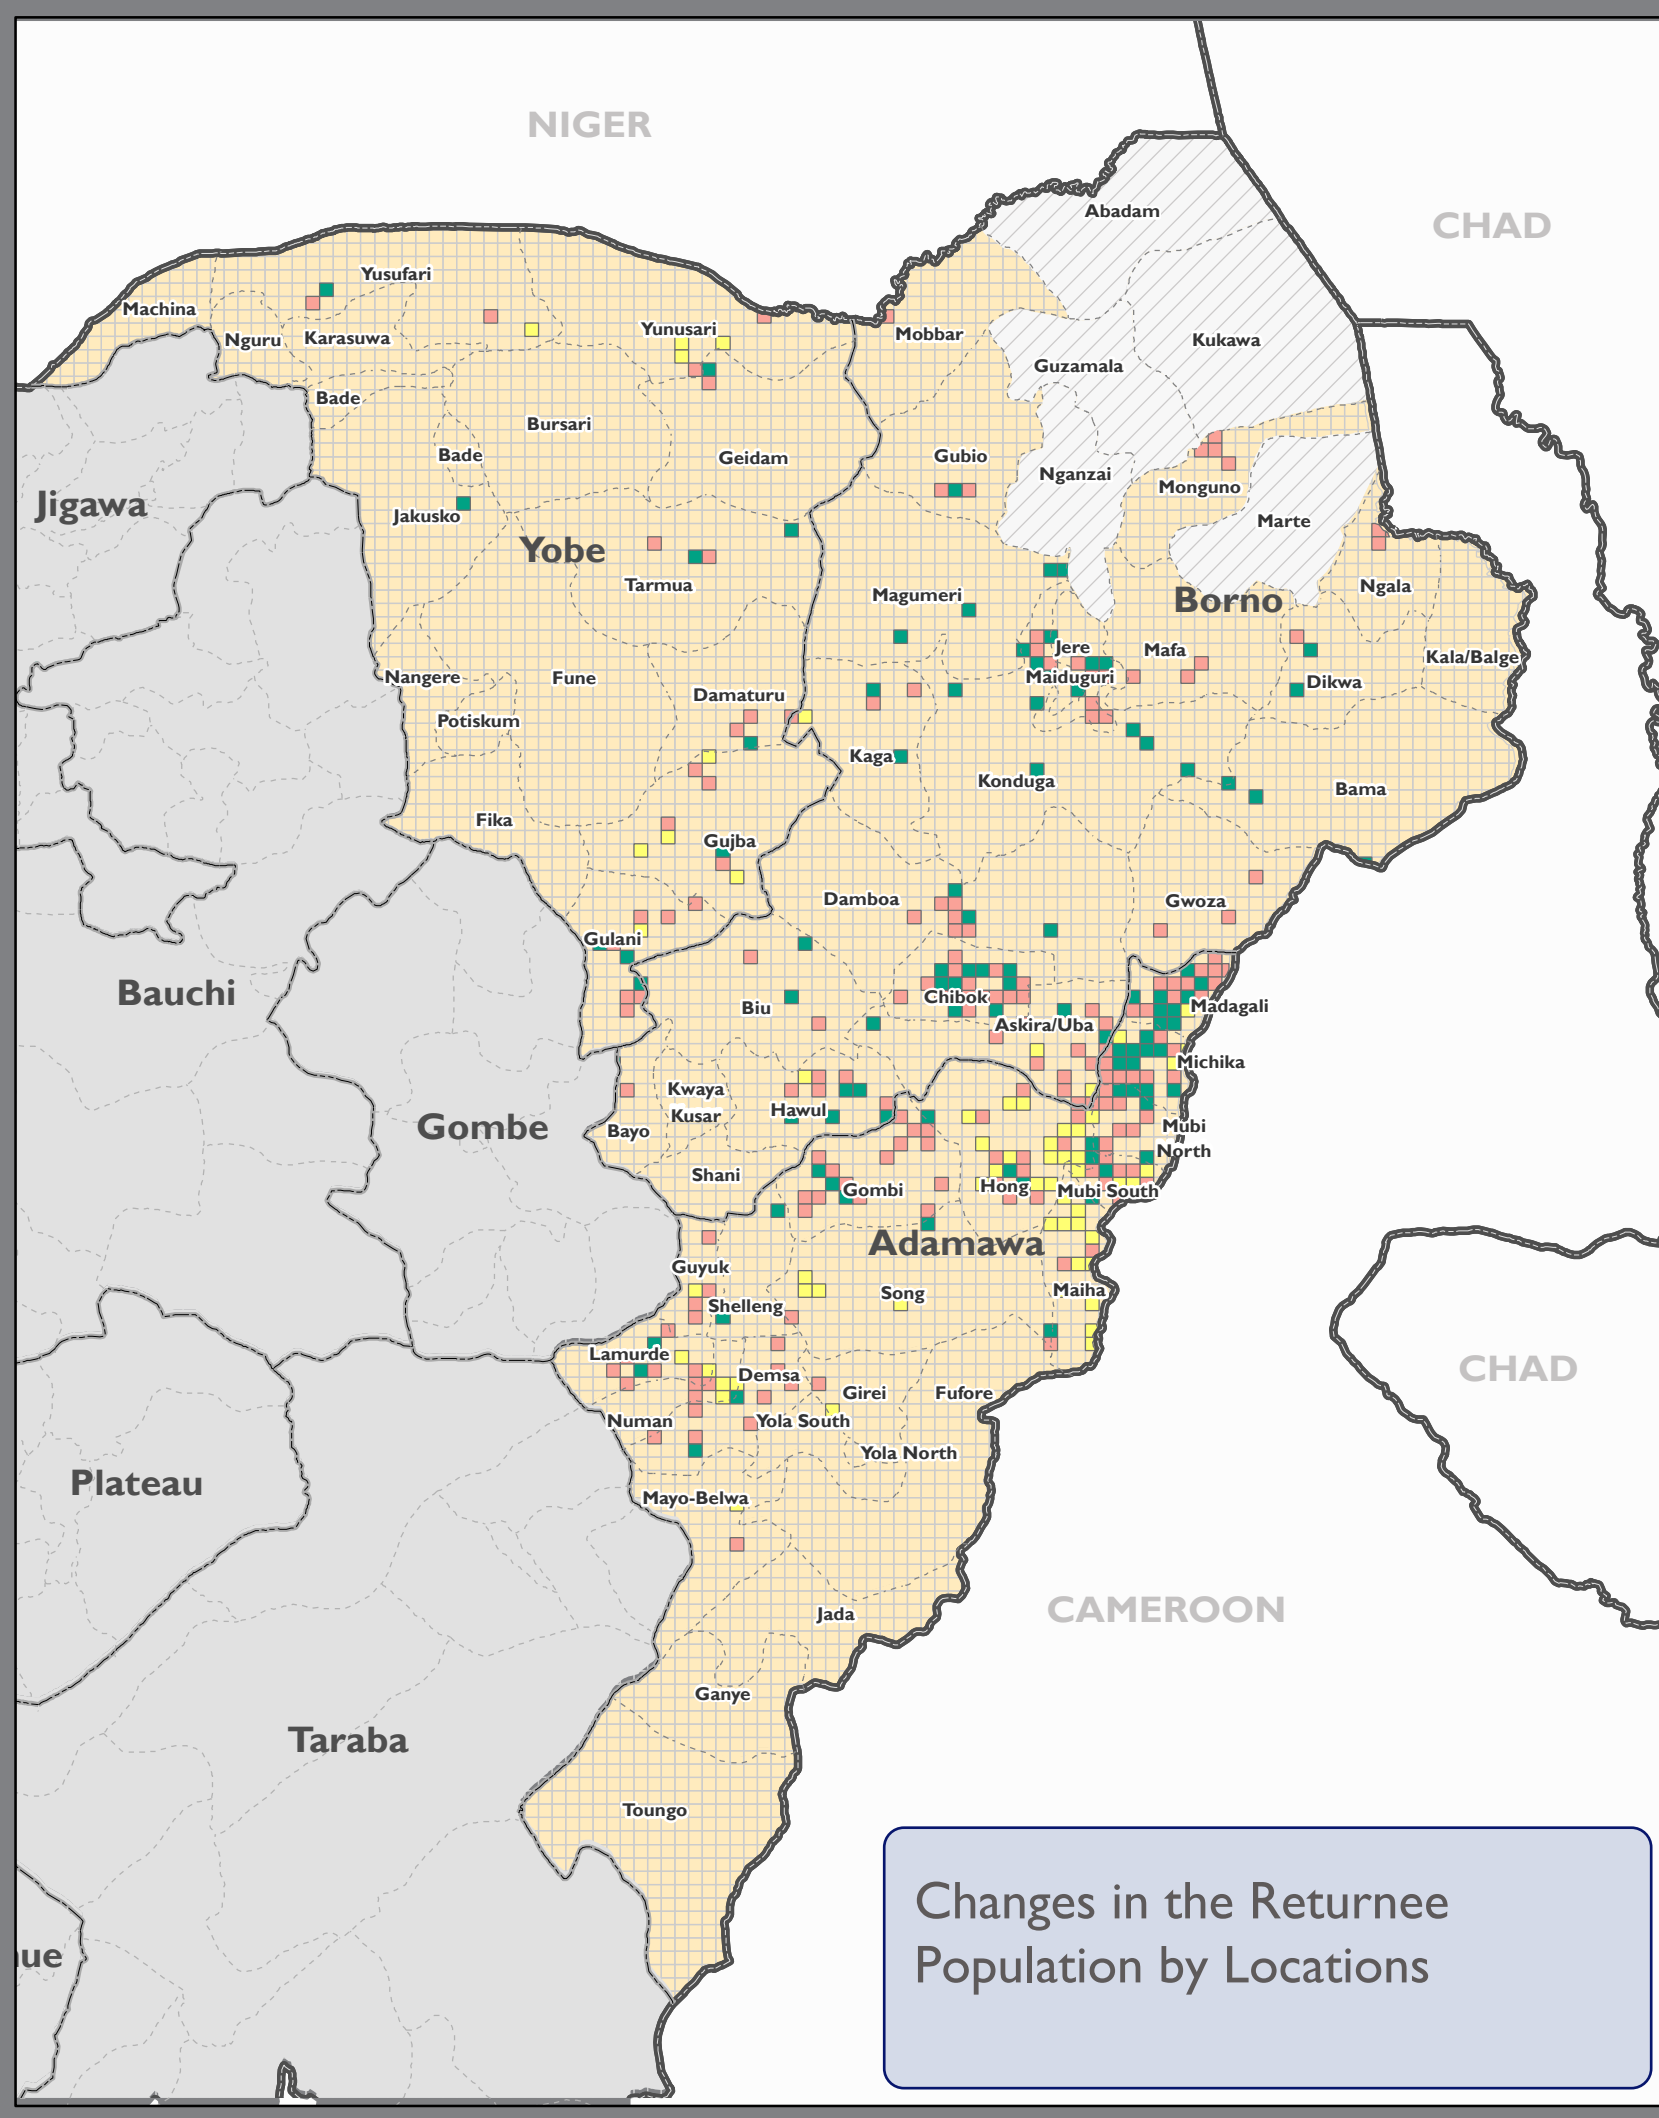 NIGER
Abadam
CHAD
Yusufari
Machina
Yunusari
Mobbar
Nguru
Karasuwa
Kukawa
Guzamala
Bade
Bursari
Bade
Geidam
Gubio
Nganzai
Monguno
Jigawa
Jakusko
Marte
Yobe
Tarmua
Magumeri
Borno
Ngala
Jere
Mafa
Kala/Balge
Nangere
Fune
Maiduguri
Dikwa
Damaturu
Potiskum
Kaga
Konduga
Bama
Fika
Gujba
Damboa
Gwoza
Gulani
Bauchi
Chibok
Biu
Madagali
Askira/Uba
Michika
Kwaya
Kusar
Hawul
Gombe
Bayo
Mubi
North
Shani
Gombi
Hong
Mubi South
Adamawa
Guyuk
Song
Maiha
Shelleng
Lamurde
CHAD
Demsa
Girei
Fufore
Numan
Yola South
Yola North
Plateau
Mayo-Belwa
CAMEROON
Jada
Ganye
Taraba
Toungo
Changes in the Returnee
Population by Locations
ue